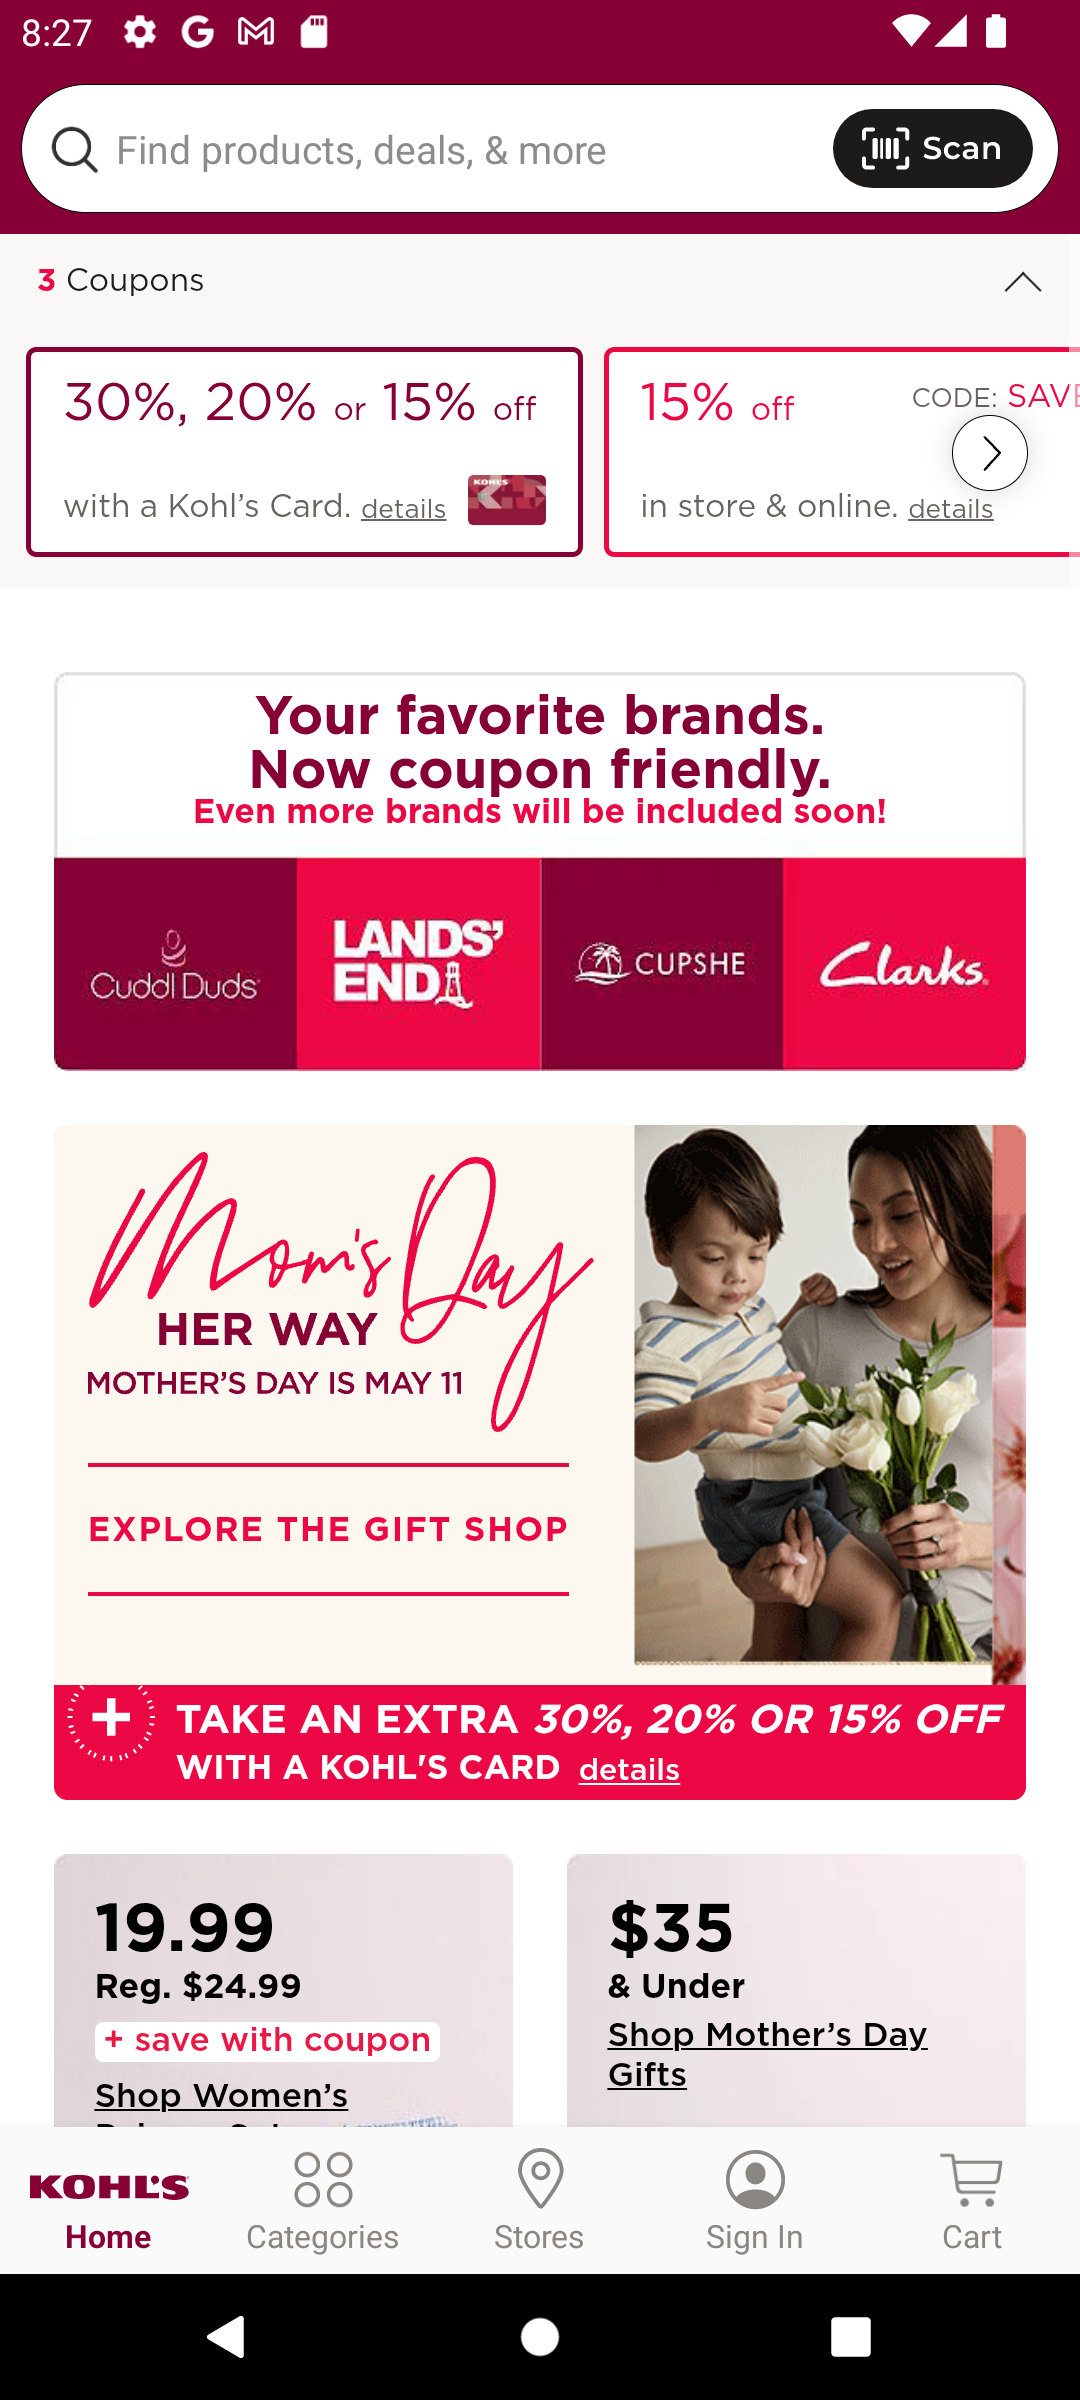 8:27
Find products, deals, & more
Scan
3 Coupons
30%, 20% or 15% off
with a Kohl's Card. details
KOHL'S
15% off
CODE:
in store & online. details
Your favorite brands.
Now coupon friendly.
Even more brands will be included soon!
Cuddl Duds
LANDS'
END
CUPSHE
Clarks
Mom's Day
HER WAY
MOTHER'S DAY IS MAY 11
EXPLORE THE GIFT SHOP
+ TAKE AN EXTRA 30%, 20% OR 15% OFF
WITH A KOHL'S CARD details
19.99
Reg. $24.99
+ save with coupon
Shop Women's
$35
& Under
Shop Mother's Day
Gifts
KOHL'S
Home
Categories
Stores
Sign In
Cart